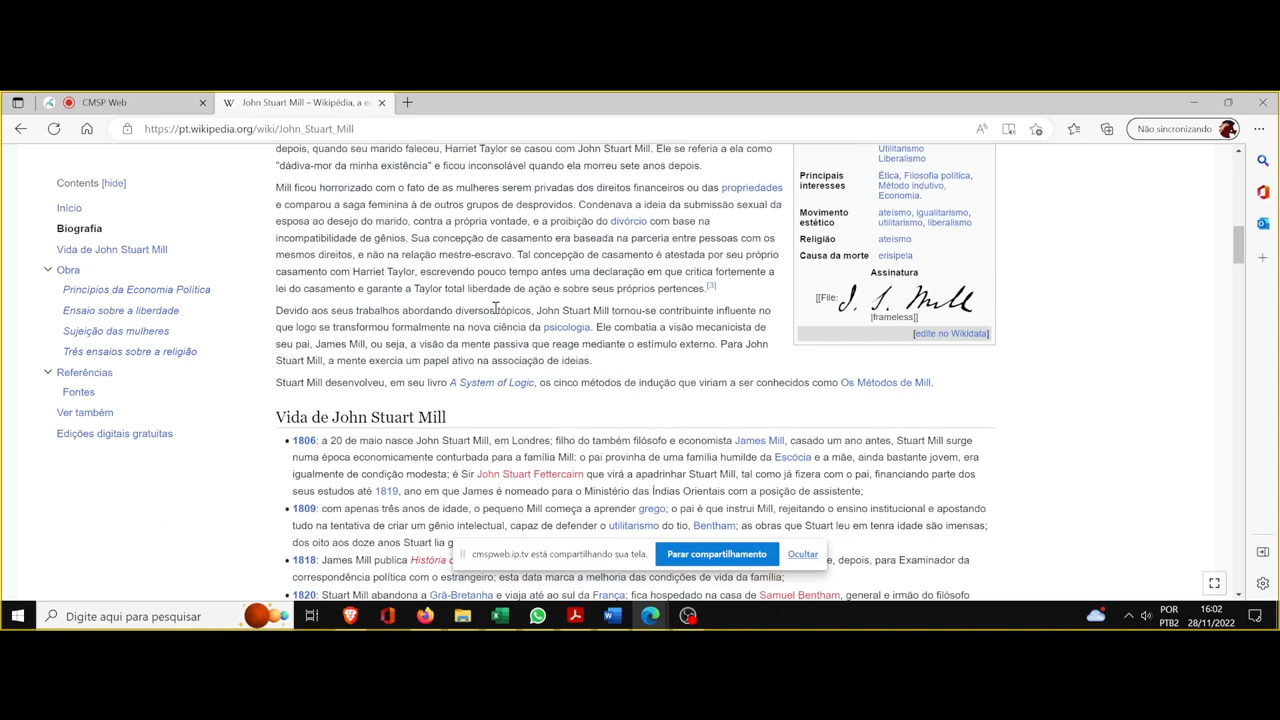 CMSP Web
John Stuart Mill – Wikipédia, a en
https://pt.wikipedia.org/wiki/John_Stuart_Mill
Não sincronizando
Contents [hide]
Início
Biografia
Vida de John Stuart Mill
Obra
Princípios da Economia Política
Ensaio sobre a liberdade
Sujeição das mulheres
Três ensaios sobre a religião
Referências
Fontes
Ver também
Edições digitais gratuitas
depois, quando seu marido faleceu, Harriet Taylor se casou com John Stuart Mill. Ele se referia a ela como
"dádiva-mor da minha existência" e ficou inconsolável quando ela morreu sete anos depois.
Mill ficou horrorizado com o fato de as mulheres serem privadas dos direitos financeiros ou das propriedades
e comparou a saga feminina à de outros grupos de desprovidos. Condenava a ideia da submissão sexual da
esposa ao desejo do marido, contra a própria vontade, e a proibição do divórcio com base na
incompatibilidade de gênios. Sua concepção de casamento era baseada na parceria entre pessoas com os
mesmos direitos, e não na relação mestre-escravo. Tal concepção de casamento é atestada por seu próprio
casamento com Harriet Taylor, escrevendo pouco tempo antes uma declaração em que critica fortemente a
lei do casamento e garante a Taylor total liberdade de ação e sobre seus próprios pertences.[3]
Devido aos seus trabalhos abordando diversos tópicos, John Stuart Mill tornou-se contribuinte influente no
que logo se transformou formalmente na nova ciência da psicologia. Ele combatia a visão mecanicista de
seu pai, James Mill, ou seja, a visão da mente passiva que reage mediante o estímulo externo. Para John
Stuart Mill, a mente exercia um papel ativo na associação de ideias.
Stuart Mill desenvolveu, em seu livro A System of Logic, os cinco métodos de indução que viriam a ser conhecidos como Os Métodos de Mill.
Utilitarismo
Liberalismo
Principais interesses
Ética, Filosofia política,
Método indutivo,
Economia.
Movimento estético
ateísmo, igualitarismo,
utilitarismo, liberalismo
Religião
ateísmo
Causa da morte
erisipela
Assinatura
[[File:
J. S. Mill
|frameless]]
[edite no Wikidata]
Vida de John Stuart Mill
• 1806: a 20 de maio nasce John Stuart Mill, em Londres; filho do também filósofo e economista James Mill, casado um ano antes, Stuart Mill surge
numa época economicamente conturbada para a família Mill: o pai provinha de uma família humilde da Escócia e a mãe, ainda bastante jovem, era
igualmente de condição modesta; é Sir John Stuart Fettercairn que virá a apadrinhar Stuart Mill, tal como já fizera com o pai, financiando parte dos
seus estudos até 1819, ano em que James é nomeado para o Ministério das Índias Orientais com a posição de assistente;
• 1809: com apenas três anos de idade, o pequeno Mill começa a aprender grego; o pai é que instrui Mill, rejeitando o ensino institucional e apostando
tudo na tentativa de criar um gênio intelectual, capaz de defender o utilitarismo do tio, Bentham; as obras que Stuart leu em tenra idade são imensas;
dos oito aos doze anos Stuart lia g
• 1818: James Mill publica História
e, depois, para Examinador da
correspondência política com o estrangeiro; esta data marca a melhoria das condições de vida da família;
• 1820: Stuart Mill abandona a Grã-Bretanha e viaja até ao sul da França; fica hospedado na casa de Samuel Bentham, general e irmão do filósofo
cmspweb.ip.tv está compartilhando sua tela.
Parar compartilhamento
Ocultar
Digite aqui para pesquisar
POR
PTB2
16:02
28/11/2022